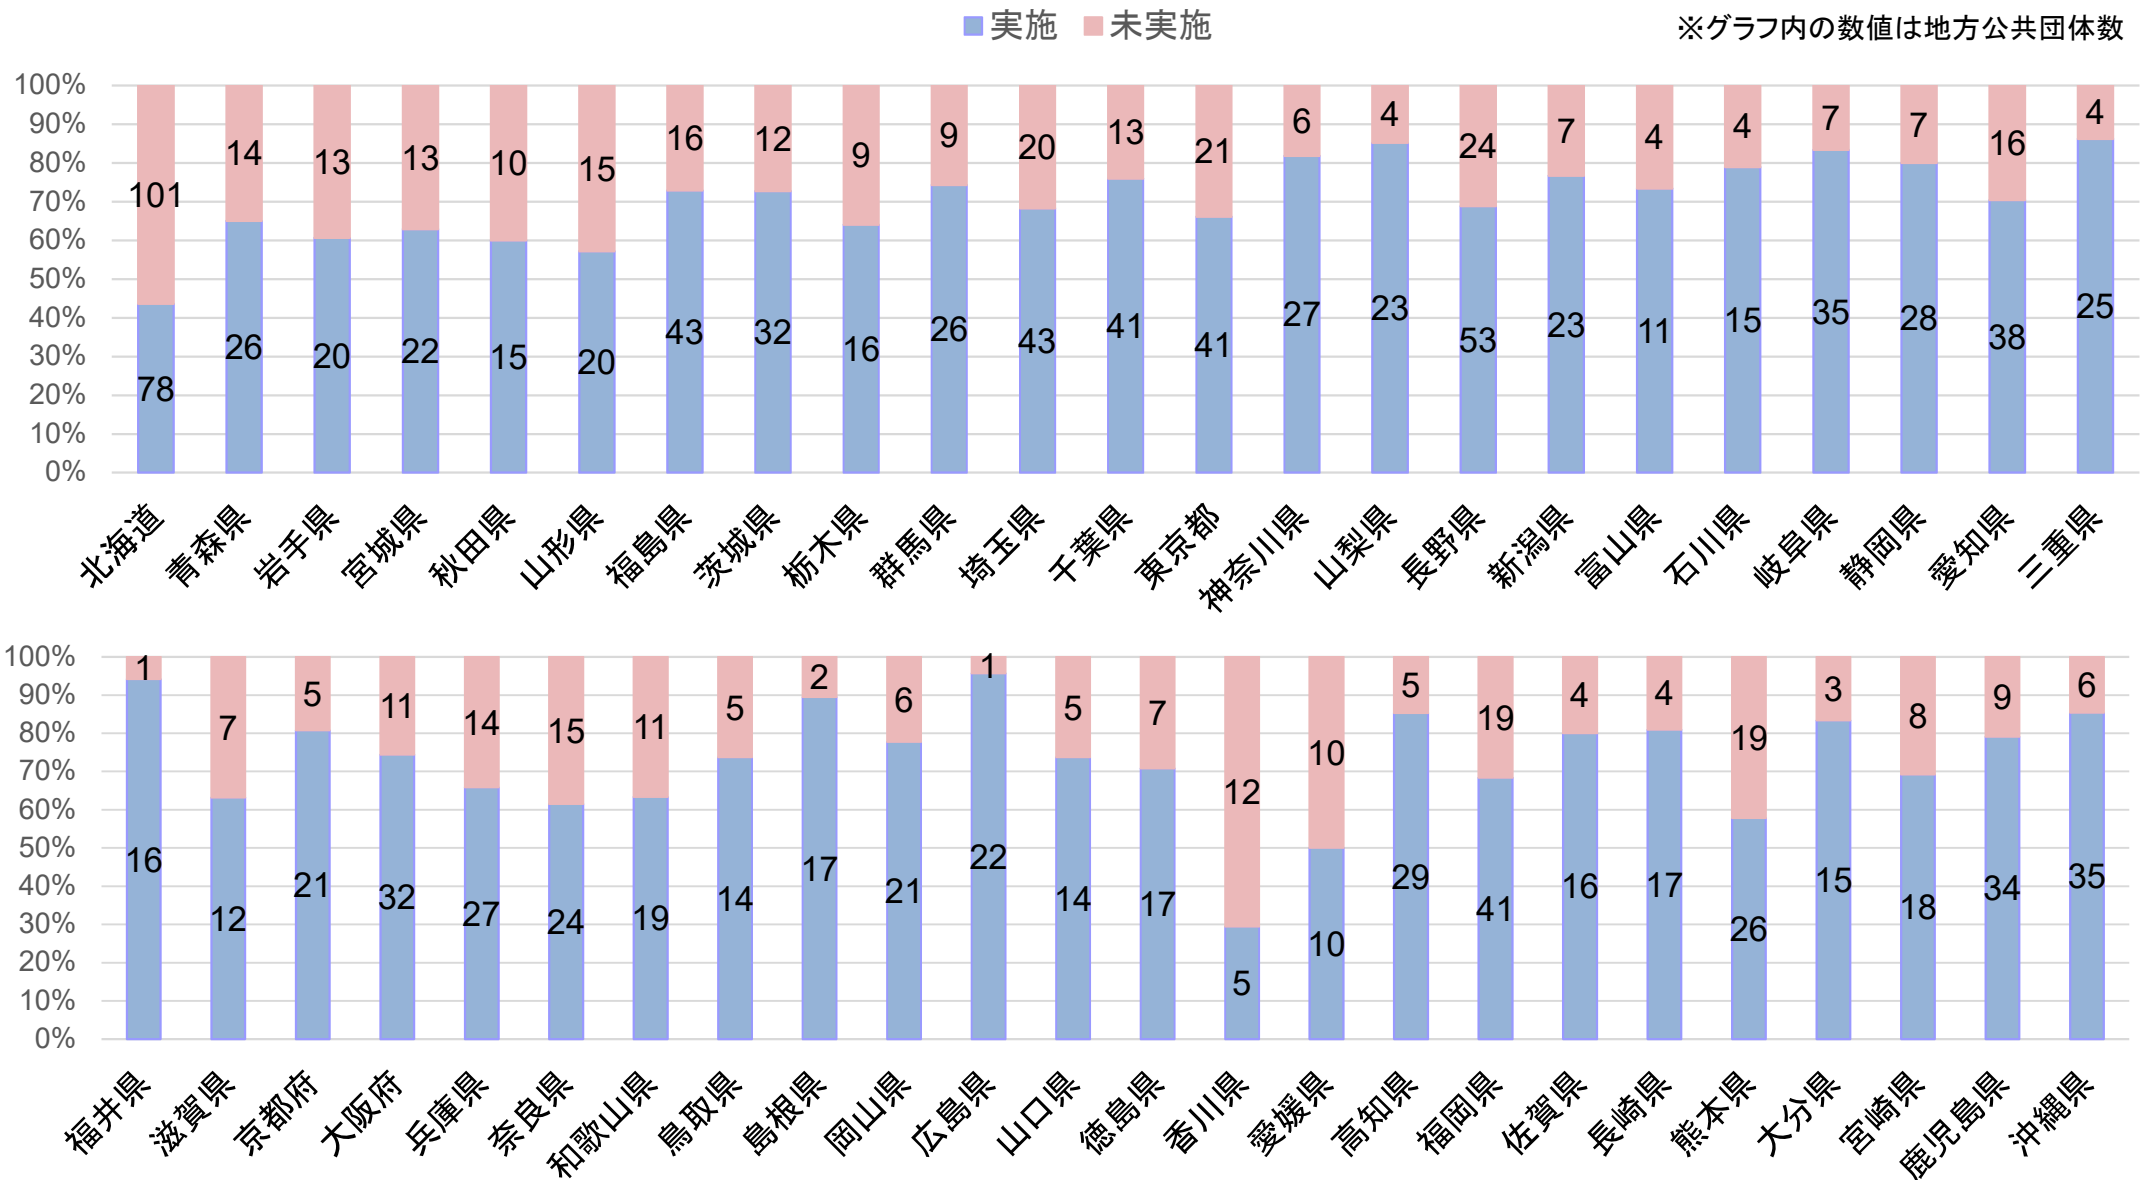 実施 未実施
※グラフ内の数値は地方公共団体数
100%
90%
80%
70%
60%
50%
40%
30%
20%
10%
0%
101 14 13 13 10 15 16 12 9 9 20 13 21 6 4 24 7 4 4 7 7 16 4
78 26 20 22 15 20 43 32 16 26 43 41 41 27 23 53 23 11 15 35 28 38 25
北海道 青森県 岩手県 宮城県 秋田県 山形県 福島県 茨城県 栃木県 群馬県 埼玉県 千葉県 東京都 神奈川県 山梨県 長野県 新潟県 富山県 石川県 岐阜県 静岡県 愛知県 三重県
100%
90%
80%
70%
60%
50%
40%
30%
20%
10%
0%
1 7 5 11 14 15 11 5 2 6 1 5 7 12 10 5 19 4 4 19 3 8 9 6
16 12 21 32 27 24 19 14 17 21 22 14 17 5 10 29 41 16 17 26 15 18 34 35
福井県 滋賀県 京都府 大阪府 兵庫県 奈良県 和歌山県 鳥取県 島根県 岡山県 広島県 山口県 徳島県 香川県 愛媛県 高知県 福岡県 佐賀県 長崎県 熊本県 大分県 宮崎県 鹿児島県 沖縄県